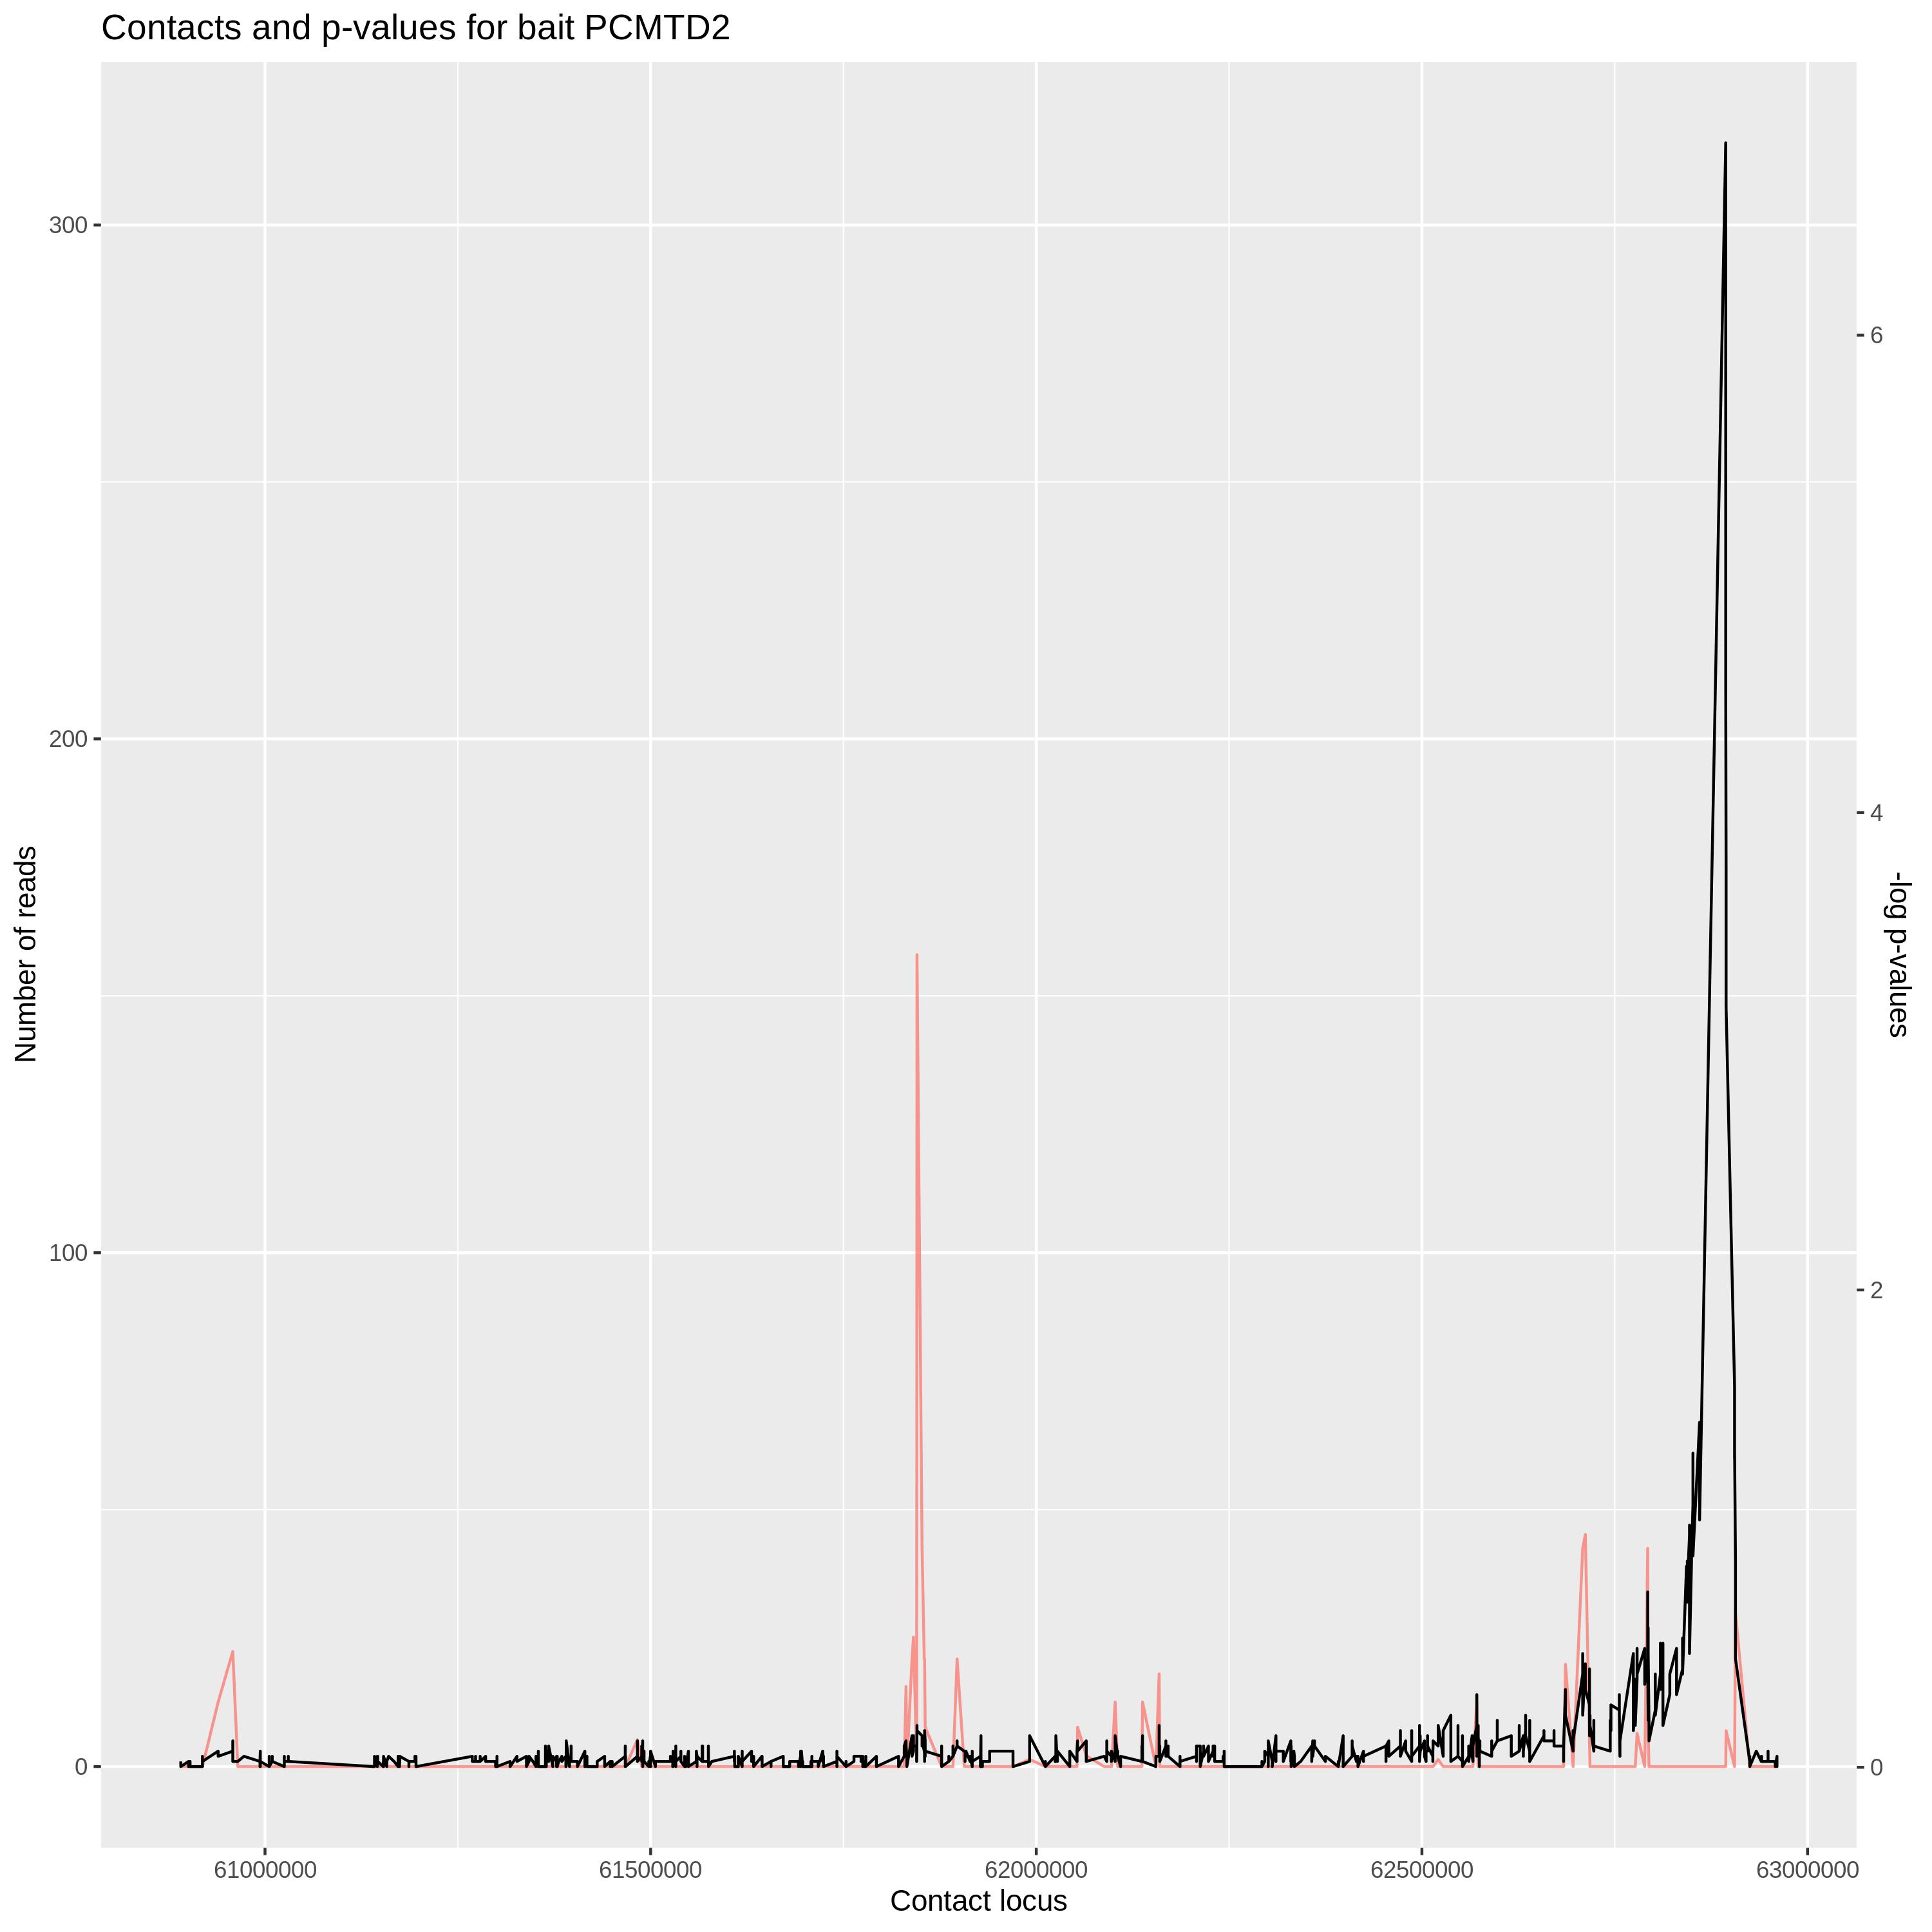 Contacts and p-values for bait PCMTD2
300
200
100
0
Number of reads
6
4
2
0
-log p-values
61000000 61500000 62000000 62500000 63000000
Contact locus